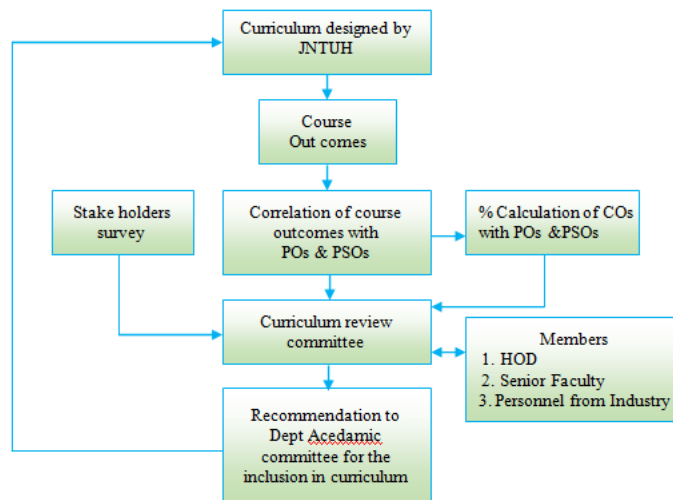 Curriculum designed by
JNTUH
Course
Out comes
Stake holders
survey
Correlation of course
outcomes with
POs & PSOs
% Calculation of COs
with POs &PSOs
Curriculum review
committee
Members
1. HOD
2. Senior Faculty
3. Personnel from Industry
Recommendation to
Dept Acedamic
committee for the
inclusion in curriculum